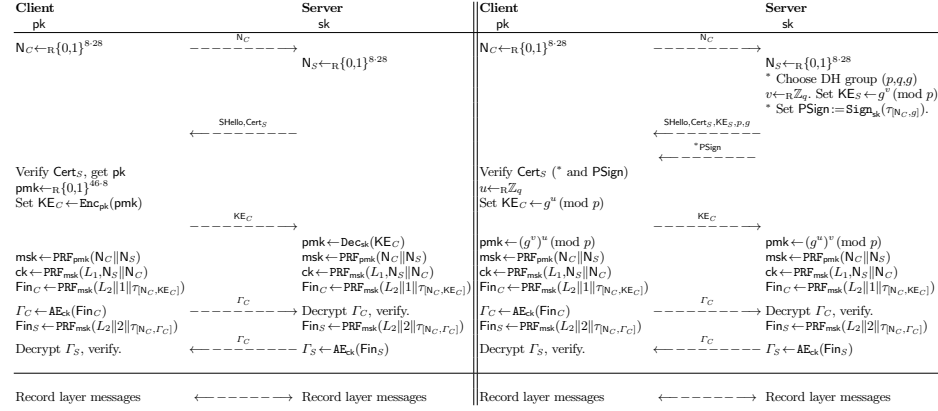 Client Server Client Server
pk sk pk sk
N_C←_R{0,1}^{8·28} N_C N_C←_R{0,1}^{8·28} N_C
N_S←_R{0,1}^{8·28} N_S←_R{0,1}^{8·28}
* Choose DH group (p,q,g)
v←_Rℤ_q. Set KE_S←g^v (mod p)
* Set PSign:=Sign_sk(τ_[N_C,g]).
SHello,Cert_S SHello,Cert_S,KE_S,p,g
*PSign
Verify Cert_S, get pk Verify Cert_S (* and PSign)
pmk←_R{0,1}^{46·8} u←_Rℤ_q
Set KE_C←Enc_pk(pmk) Set KE_C←g^u (mod p)
KE_C KE_C
pmk←Dec_sk(KE_C) pmk←(g^v)^u (mod p) pmk←(g^u)^v (mod p)
msk←PRF_pmk(N_C‖N_S) msk←PRF_pmk(N_C‖N_S) msk←PRF_pmk(N_C‖N_S) msk←PRF_pmk(N_C‖N_S)
ck←PRF_msk(L_1,N_S‖N_C) ck←PRF_msk(L_1,N_S‖N_C) ck←PRF_msk(L_1,N_S‖N_C) ck←PRF_msk(L_1,N_S‖N_C)
Fin_C←PRF_msk(L_2‖1‖τ_[N_C,KE_C]) Fin_C←PRF_msk(L_2‖1‖τ_[N_C,KE_C]) Fin_C←PRF_msk(L_2‖1‖τ_[N_C,KE_C]) Fin_C←PRF_msk(L_2‖1‖τ_[N_C,KE_C])
Γ_C←AE_ck(Fin_C) Γ_C Decrypt Γ_C, verify. Γ_C←AE_ck(Fin_C) Γ_C Decrypt Γ_C, verify.
Fin_S←PRF_msk(L_2‖2‖τ_[N_C,Γ_C]) Fin_S←PRF_msk(L_2‖2‖τ_[N_C,Γ_C]) Fin_S←PRF_msk(L_2‖2‖τ_[N_C,Γ_C]) Fin_S←PRF_msk(L_2‖2‖τ_[N_C,Γ_C])
Decrypt Γ_S, verify. Γ_C Γ_S←AE_ck(Fin_S) Decrypt Γ_S, verify. Γ_C Γ_S←AE_ck(Fin_S)
Record layer messages Record layer messages Record layer messages Record layer messages